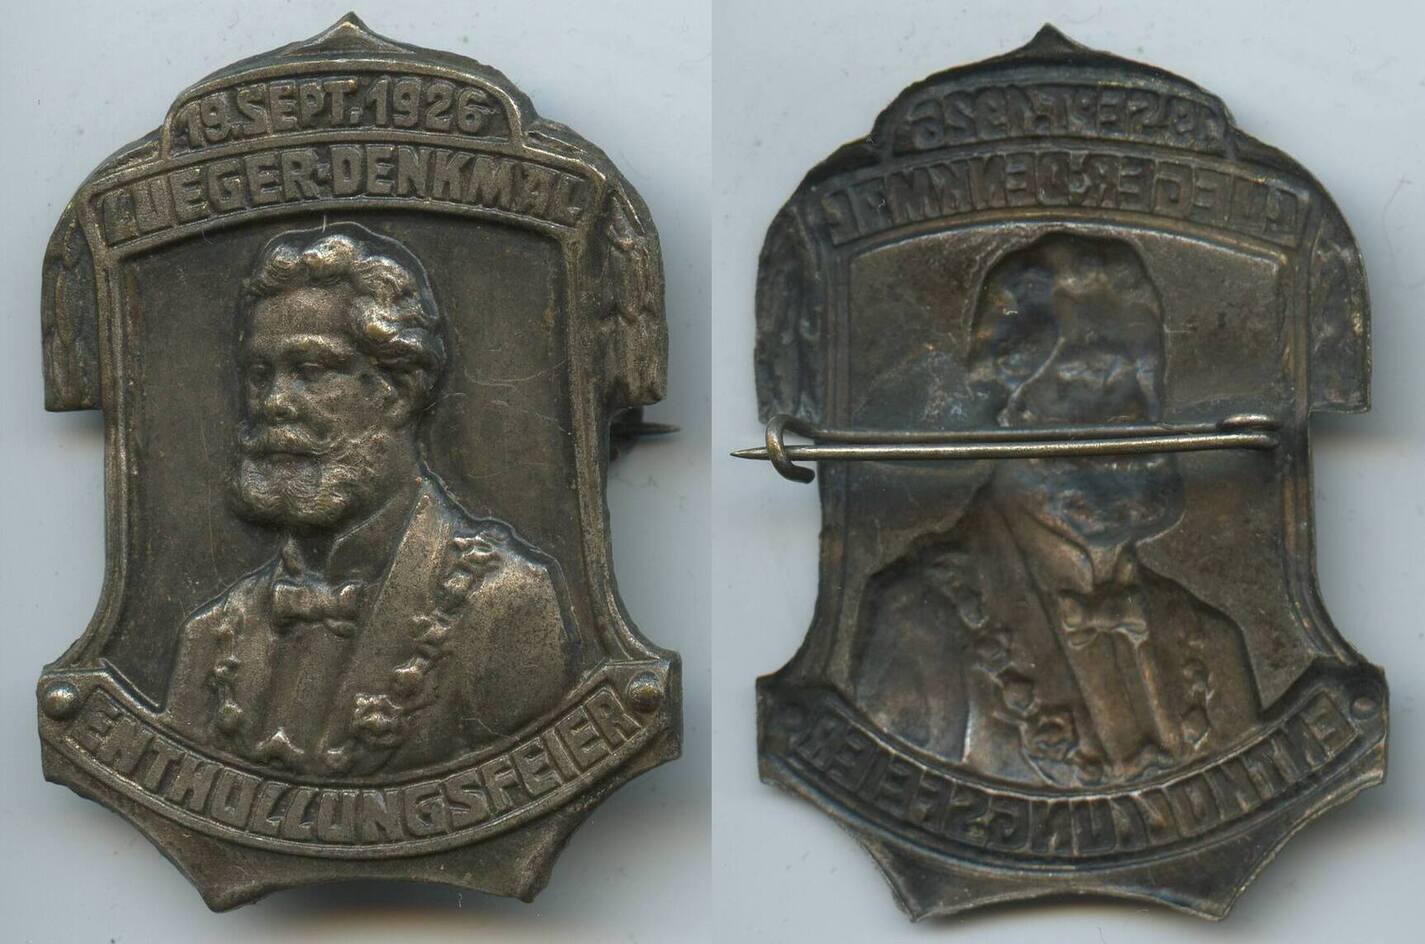 19.SEPT.1926
LUEGER-DENKMAL
ENTHÜLLUNGSFEIER